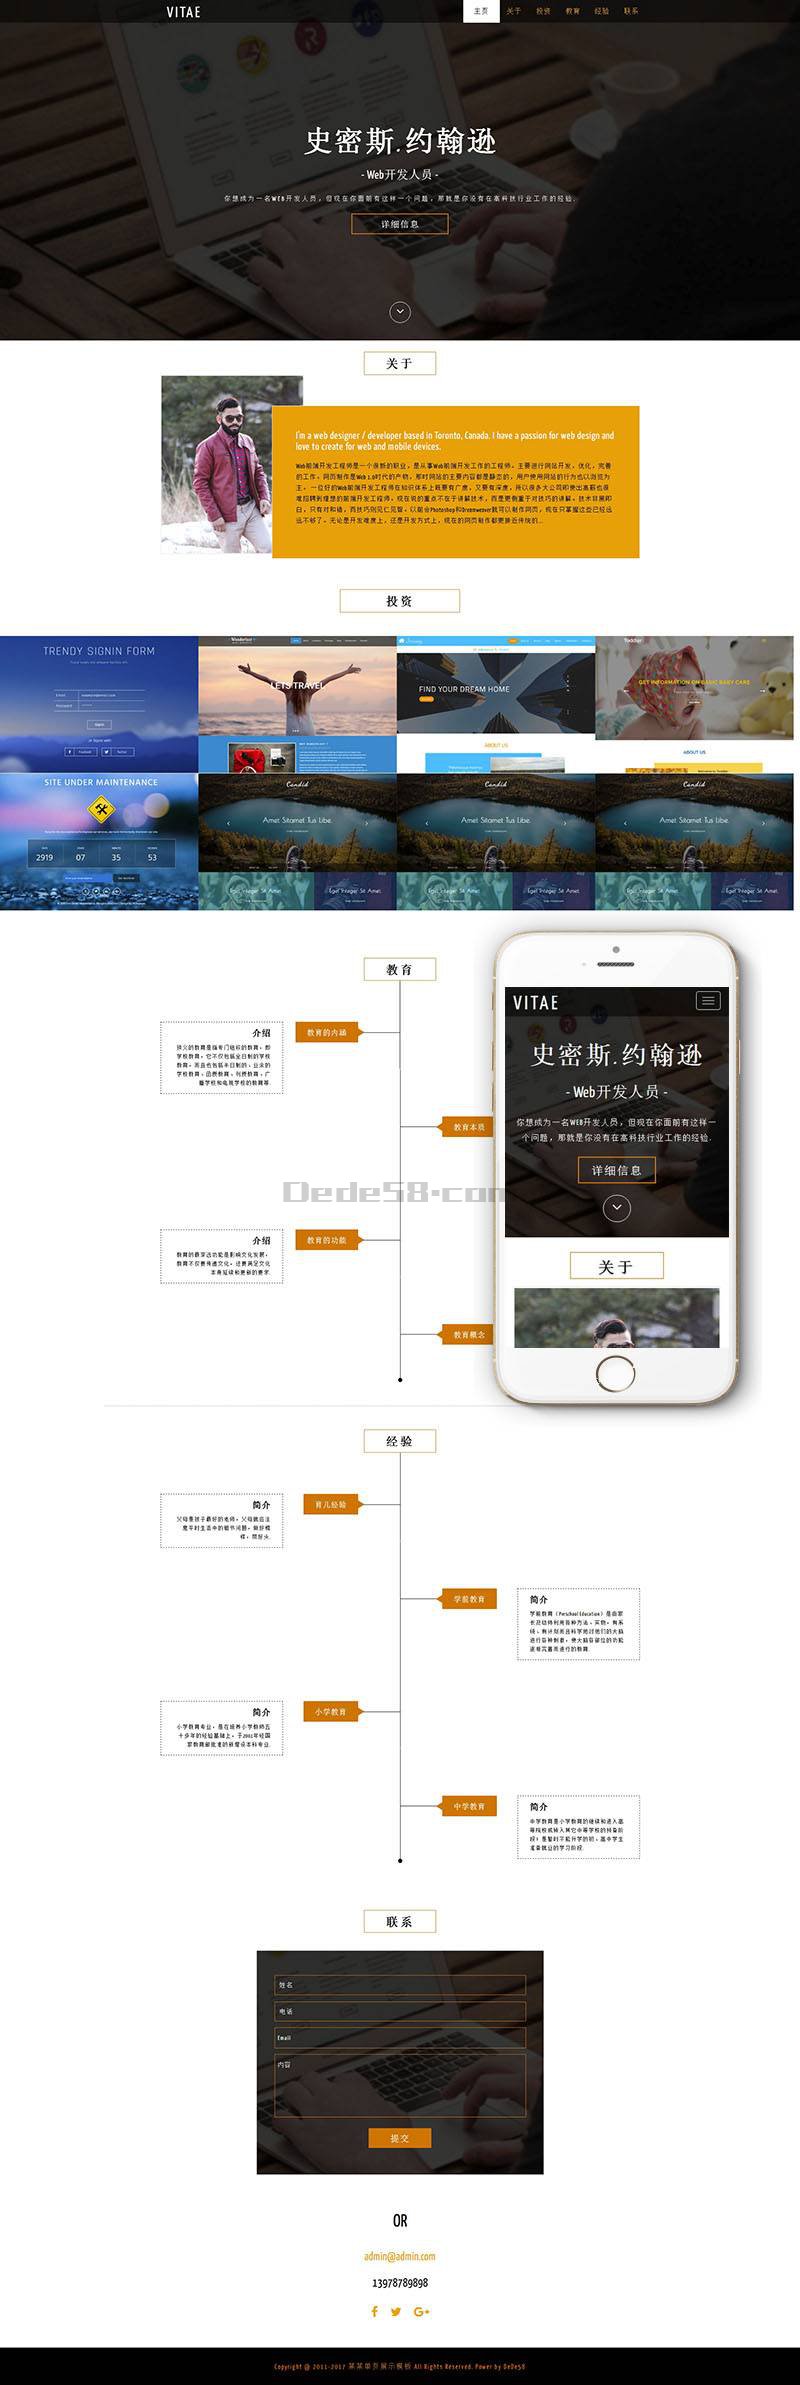 VITAE
主页 关于 投资 教育 经验 联系
史密斯.约翰逊
- Web开发人员 -
你想成为一名WEB开发人员，但现在你面前有这样一个问题，那就是你没有在高科技行业工作的经验.
详细信息
关于
I'm a web designer / developer based in Toronto, Canada. I have a passion for web design and
love to create for web and mobile devices.
Web前端开发工程师是一个很新的职业，是从事Web前端开发工作的工程师。主要进行网站开发，优化，完善
的工作。网页制作是Web 1.0时代的产物，那时网站的主要内容都是静态的，用户使用网站的行为也以浏览为
主。一位好的Web前端开发工程师在知识体系上既要有广度，又要有深度，所以很多大公司即使出高薪也很
难招聘到理想的前端开发工程师。现在说的重点不在于讲解技术，而是更侧重于对技巧的讲解。技术非黑即
白，只有对和错，而技巧则见仁见智。以前会Photoshop和Dreamweaver就可以制作网页，现在只掌握这些已经远
远不够了。无论是开发难度上，还是开发方式上，现在的网页制作都更接近传统的...
投资
TRENDY SIGNIN FORM
Wanderlust
LETS TRAVEL
FIND YOUR DREAM HOME
ABOUT US
Toddler
GET INFORMATION ON BASIC BABY CARE
ABOUT US
SITE UNDER MAINTENANCE
2919 07 35 53
Candid
Amet Sitamet Tus Libe.
Eget Integer Sit Amet.
Candid
Amet Sitamet Tus Libe.
Eget Integer Sit Amet.
Candid
Amet Sitamet Tus Libe.
Eget Integer Sit Amet.
教育
介绍
狭义的教育是指专门组织的教育，即
学校教育。它不仅包括全日制的学校
教育，而且也包括半日制的、业余的
学校教育、函授教育、刊授教育、广
播学校和电视学校的教育等.
教育的内涵
教育本质
Dede58.com
介绍
教育的最深远功能是影响文化发展，
教育不仅要传递文化，还要满足文化
本身延续和更新的要求.
教育的功能
教育概念
VITAE
史密斯.约翰逊
- Web开发人员 -
你想成为一名WEB开发人员，但现在你面前有这样一
个问题，那就是你没有在高科技行业工作的经验.
详细信息
关于
经验
简介
父母是孩子最好的老师。父母就应注
意平时生活中的细节问题，做好榜
样，带好头.
育儿经验
学前教育
简介
学前教育（Perschool Education）是由家
长及幼师利用各种方法、实物，有系
统、有计划而且科学地对他们的大脑
进行各种刺激，使大脑各部位的功能
逐渐完善而进行的教育.
简介
小学教育专业，是在培养小学教师五
十多年的经验基础上，于2002年经国
家教育部批准的新增设本科专业.
小学教育
中学教育
简介
中学教育是小学教育的继续和进入高
等院校或转入其它中等学校的预备阶
段；是暂时不能升学的初、高中学生
准备就业的学习阶段.
联系
姓名
电话
Email
内容
提交
OR
admin@admin.com
13978789898
Copyright @ 2011-2017 某某单页展示模板 All Rights Reserved. Power by DeDe58